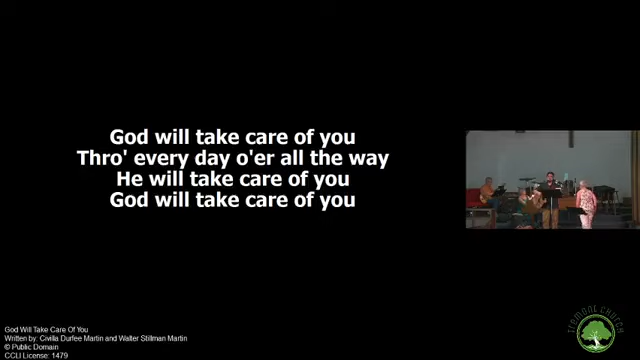 God will take care of you
Thro' every day o'er all the way
He will take care of you
God will take care of you
God Will Take Care Of You
Written by: Civilla Durfee Martin and Walter Stillman Martin
© Public Domain
CCLI License: 1479
Tremont Church